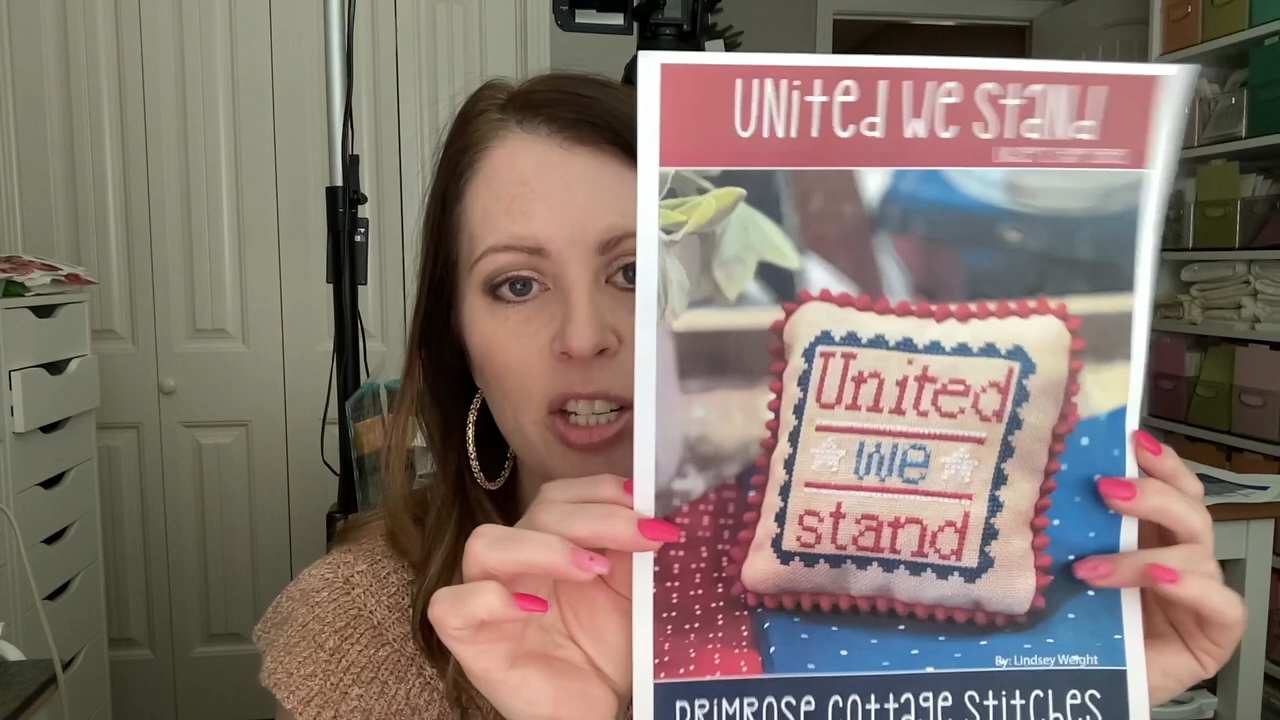 UNited We StaNd
United
we
stand
By: Lindsey Weight
PRIMROSE COTTAGE STITCHES